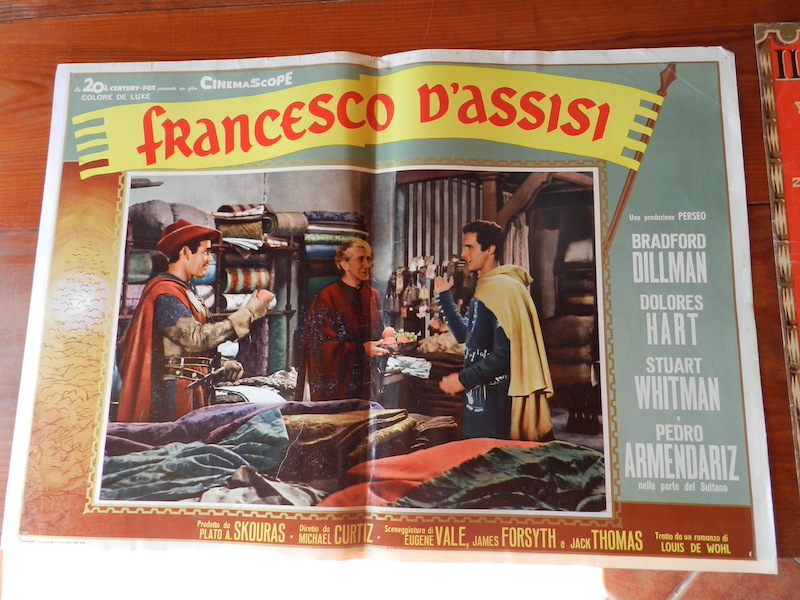 La 20th CENTURY-FOX presenta un film CINEMASCOPE
COLORE DE LUXE
FRANCESCO D'ASSISI
Una produzione PERSEO
BRADFORD
DILLMAN
DOLORES
HART
STUART
WHITMAN
e
PEDRO
ARMENDARIZ
nella parte del Sultano
Prodotto da
PLATO A. SKOURAS
Diretto da
MICHAEL CURTIZ
Sceneggiatura di
EUGENE VALE, JAMES FORSYTH e JACK THOMAS
Tratto da un romanzo di
LOUIS DE WOHL